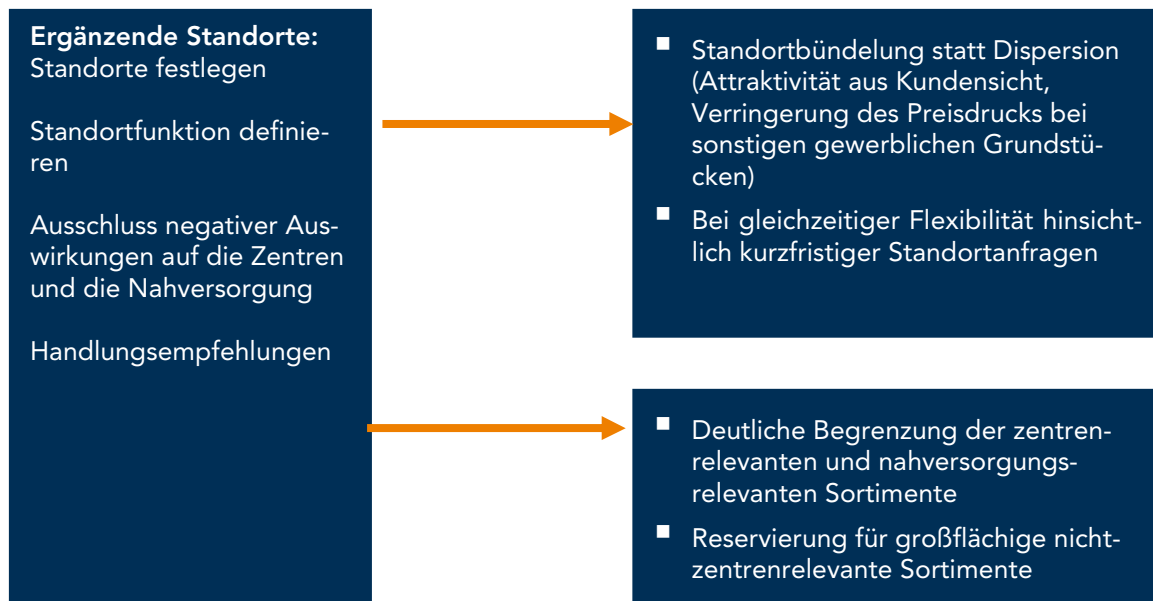 Ergänzende Standorte:
Standorte festlegen
Standortfunktion definie-
ren
Ausschluss negativer Aus-
wirkungen auf die Zentren
und die Nahversorgung
Handlungsempfehlungen
▪ Standortbündelung statt Dispersion
(Attraktivität aus Kundensicht,
Verringerung des Preisdrucks bei
sonstigen gewerblichen Grundstü-
cken)
▪ Bei gleichzeitiger Flexibilität hinsicht-
lich kurzfristiger Standortanfragen
▪ Deutliche Begrenzung der zentren-
relevanten und nahversorgungs-
relevanten Sortimente
▪ Reservierung für großflächige nicht-
zentrenrelevante Sortimente